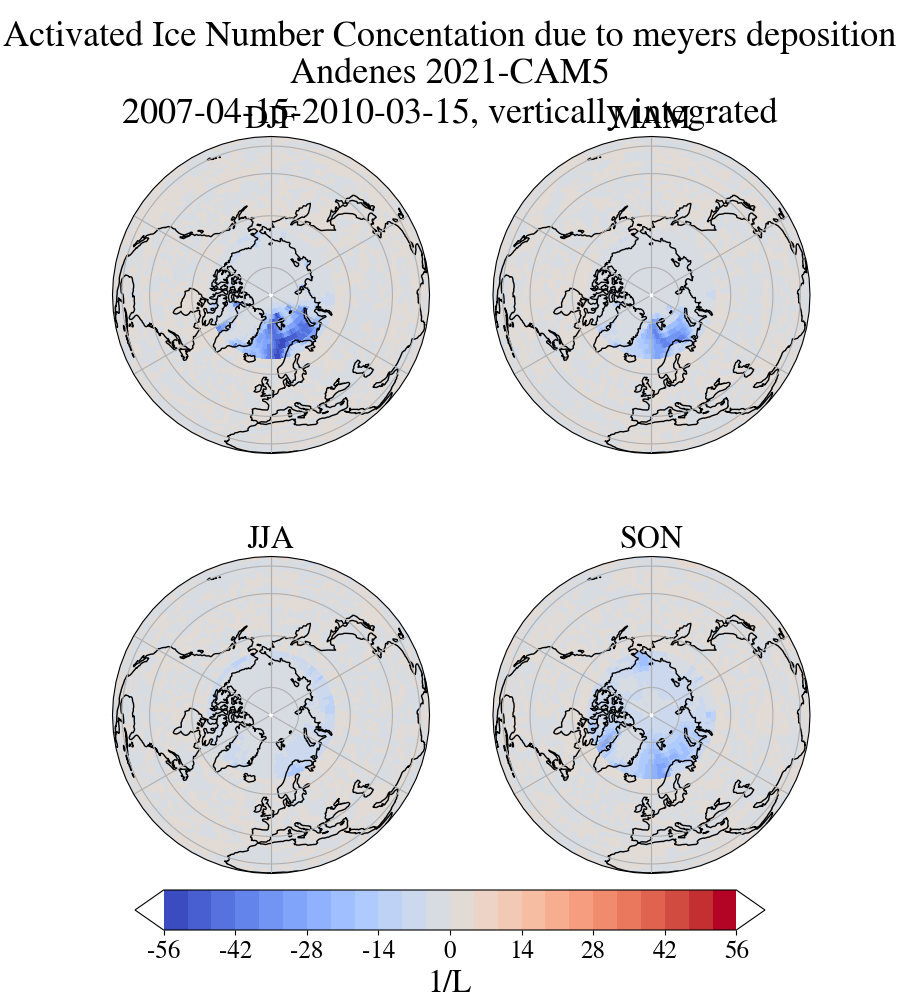 Activated Ice Number Concentation due to meyers deposition
Andenes 2021-CAM5
2007-04-15-2010-03-15, vertically integrated
DJF MAM
JJA SON
-56 -42 -28 -14 0 14 28 42 56
1/L